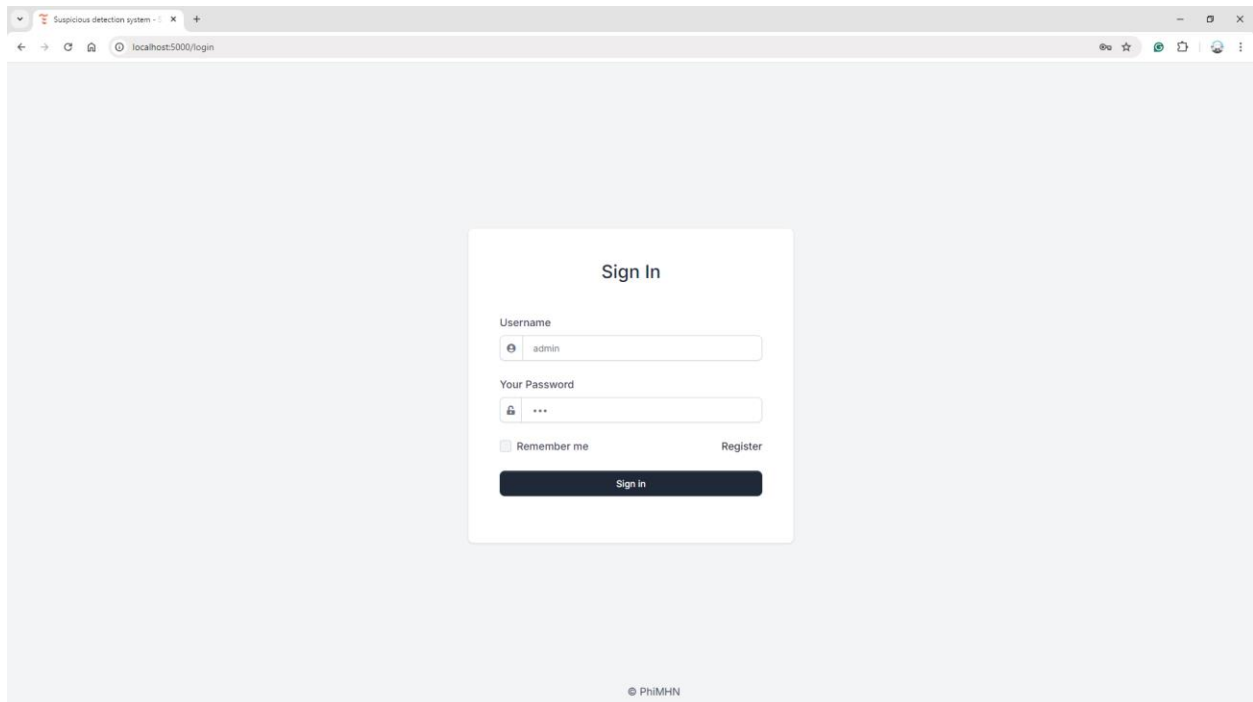 Suspicious detection system - S
localhost:5000/login
Sign In
Username
admin
Your Password
•••
Remember me
Register
Sign in
© PhiMHN